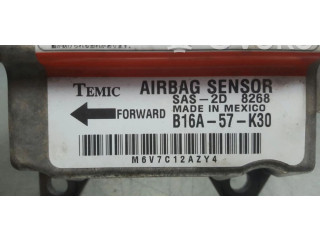 TEMIC AIRBAG SENSOR
SAS-2D 8268
MADE IN MEXICO
FORWARD B16A-57-K30
M6V7C12AZY4